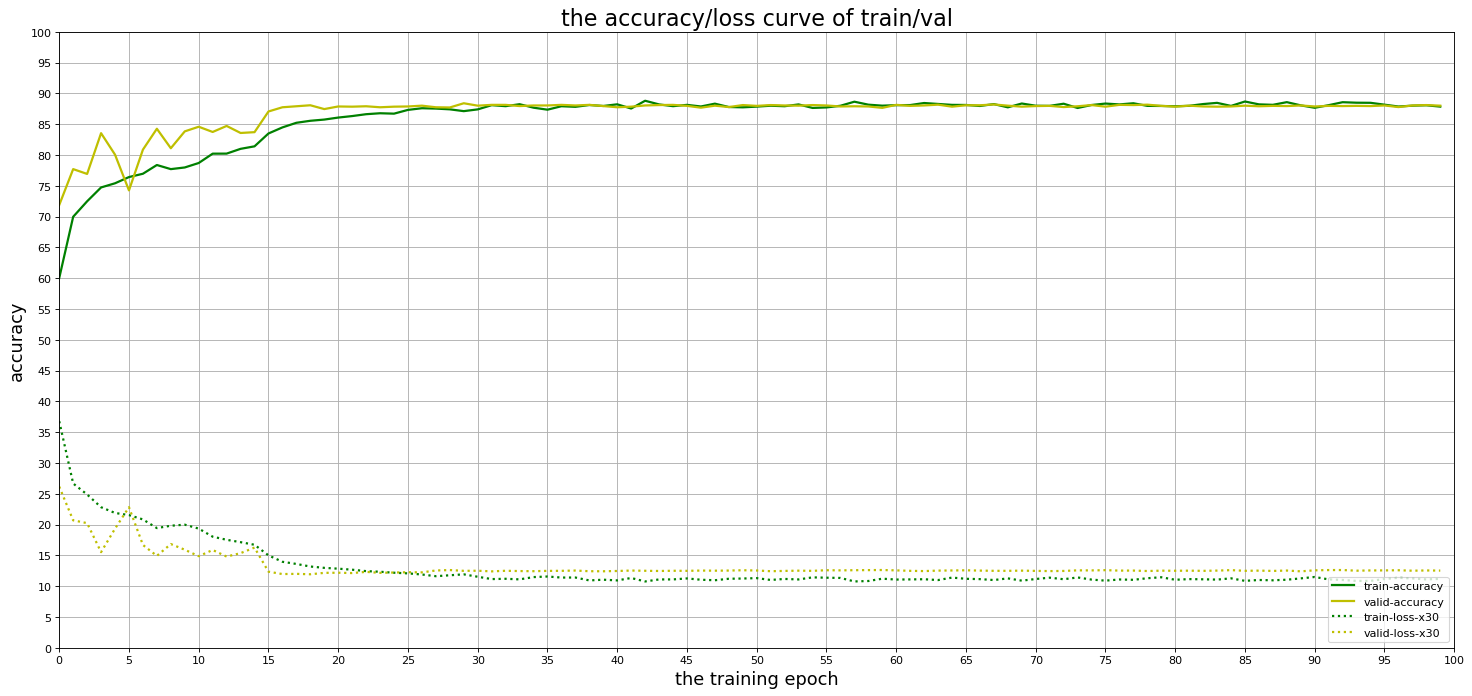 the accuracy/loss curve of train/val
100
95
90
85
80
75
70
65
60
55
50
45
40
35
30
25
20
15
10
5
0
accuracy
0 5 10 15 20 25 30 35 40 45 50 55 60 65 70 75 80 85 90 95 100
the training epoch
train-accuracy
valid-accuracy
train-loss-x30
valid-loss-x30